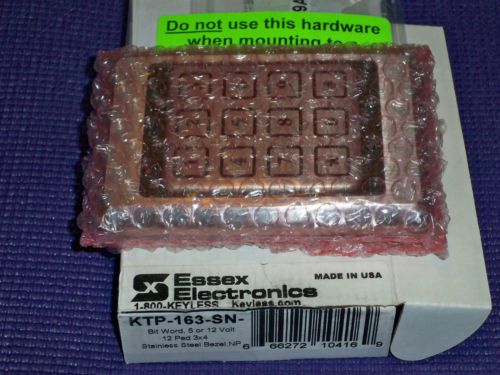 Do not use this hardware
when mounting to a
Essex
Electronics
MADE IN USA
1-800-KEYLESS Keyless.com
KTP-163-SN-
Bit Word, 5 or 12 Volt
12 Pad 3x4
Stainless Steel Bezel,NP
6 66272 10416 9